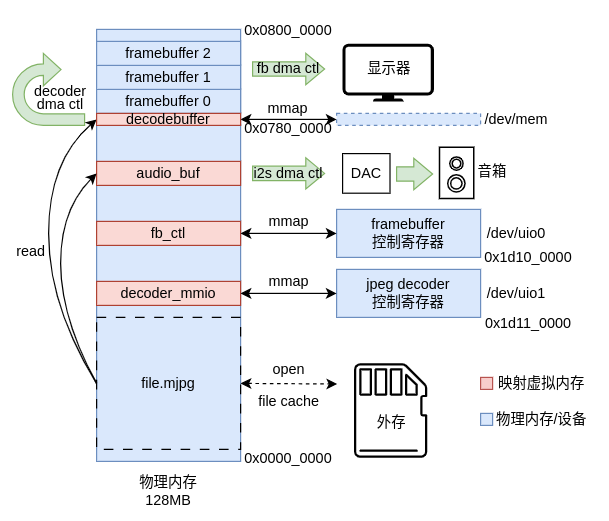 0x0800_0000
framebuffer 2
framebuffer 1
framebuffer 0
decodebuffer
decoder
dma ctl
fb dma ctl
显示器
mmap
0x0780_0000
/dev/mem
audio_buf
i2s dma ctl
DAC
音箱
fb_ctl
mmap
framebuffer
控制寄存器
/dev/uio0
0x1d10_0000
read
decoder_mmio
mmap
jpeg decoder
控制寄存器
/dev/uio1
0x1d11_0000
file.mjpg
open
file cache
外存
映射虚拟内存
物理内存/设备
0x0000_0000
物理内存
128MB